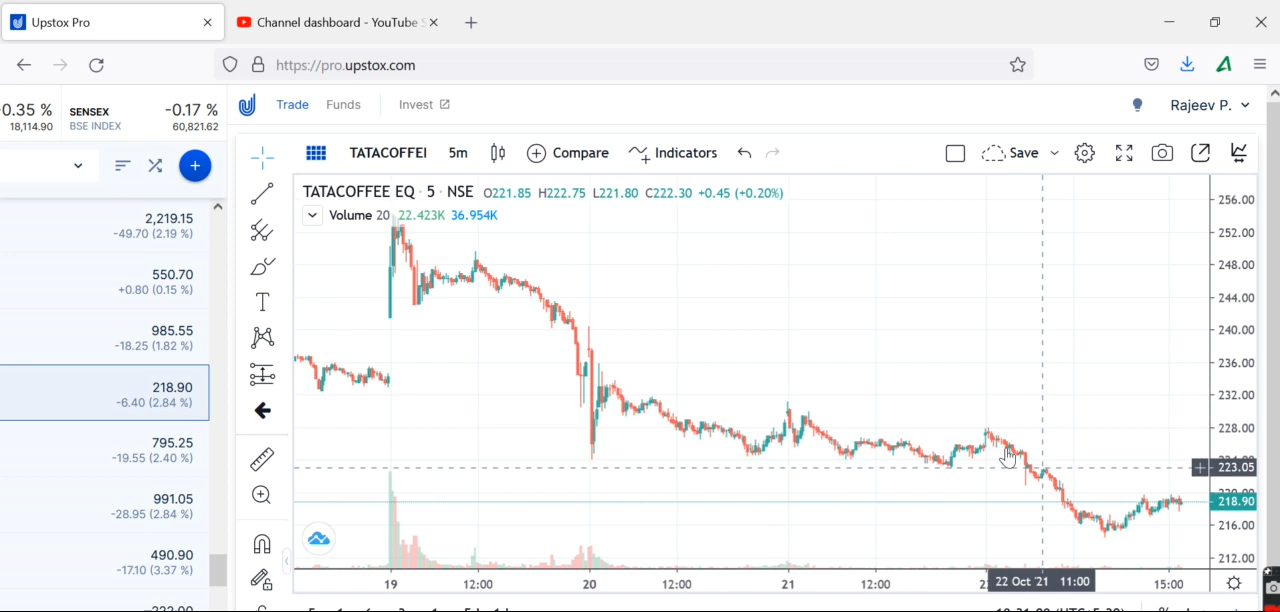 Upstox Pro
Channel dashboard - YouTube S
https://pro.upstox.com
0.35 %
18,114.90
SENSEX
BSE INDEX
-0.17 %
60,821.62
Trade
Funds
Invest
Rajeev P.
TATACOFFEE
5m
Compare
Indicators
Save
TATACOFFEE EQ · 5 · NSE O221.85 H222.75 L221.80 C222.30 +0.45 (+0.20%)
Volume 20 22.423K 36.954K
2,219.15
-49.70 (2.19 %)
550.70
+0.80 (0.15 %)
985.55
-18.25 (1.82 %)
218.90
-6.40 (2.84 %)
795.25
-19.55 (2.40 %)
991.05
-28.95 (2.84 %)
490.90
-17.10 (3.37 %)
256.00
252.00
248.00
244.00
240.00
236.00
232.00
228.00
224.00
223.05
220.00
218.90
216.00
212.00
19
12:00
20
12:00
21
12:00
22 Oct '21 11:00
15:00